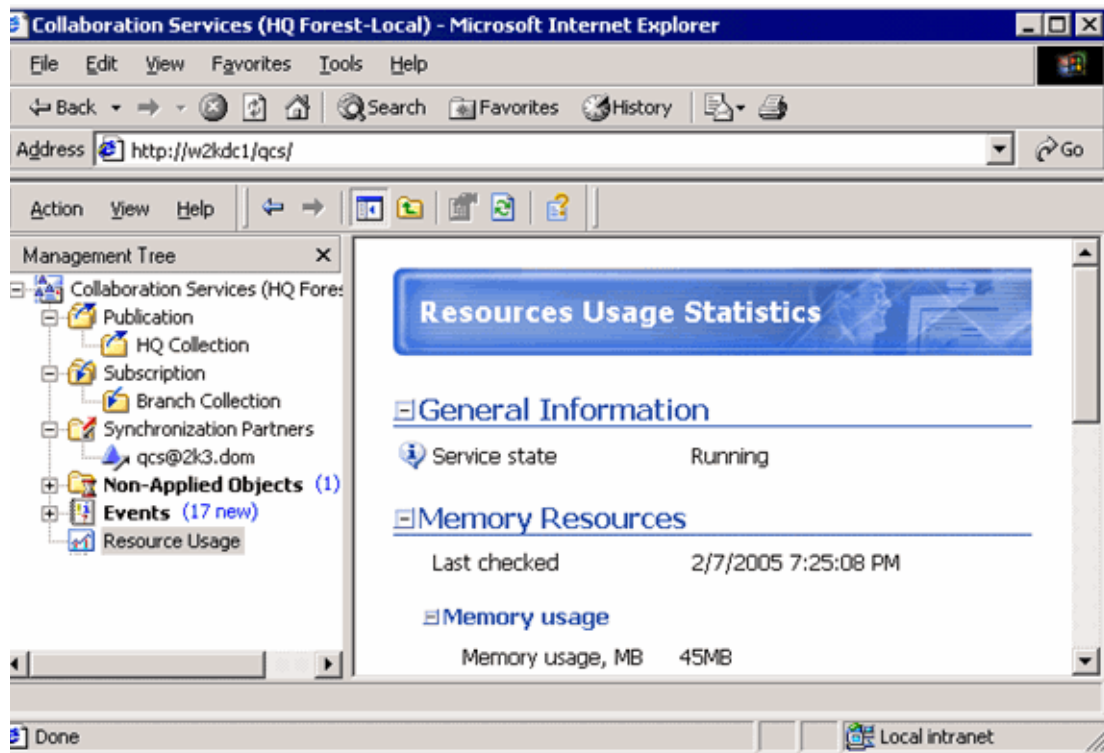 Collaboration Services (HQ Forest-Local) - Microsoft Internet Explorer
File Edit View Favorites Tools Help
Back Search Favorites History
Address http://w2kdc1/qcs/ Go
Action View Help
Management Tree
Collaboration Services (HQ Fores
Publication
HQ Collection
Subscription
Branch Collection
Synchronization Partners
qcs@2k3.dom
Non-Applied Objects (1)
Events (17 new)
Resource Usage
Resources Usage Statistics
General Information
Service state Running
Memory Resources
Last checked 2/7/2005 7:25:08 PM
Memory usage
Memory usage, MB 45MB
Done Local intranet